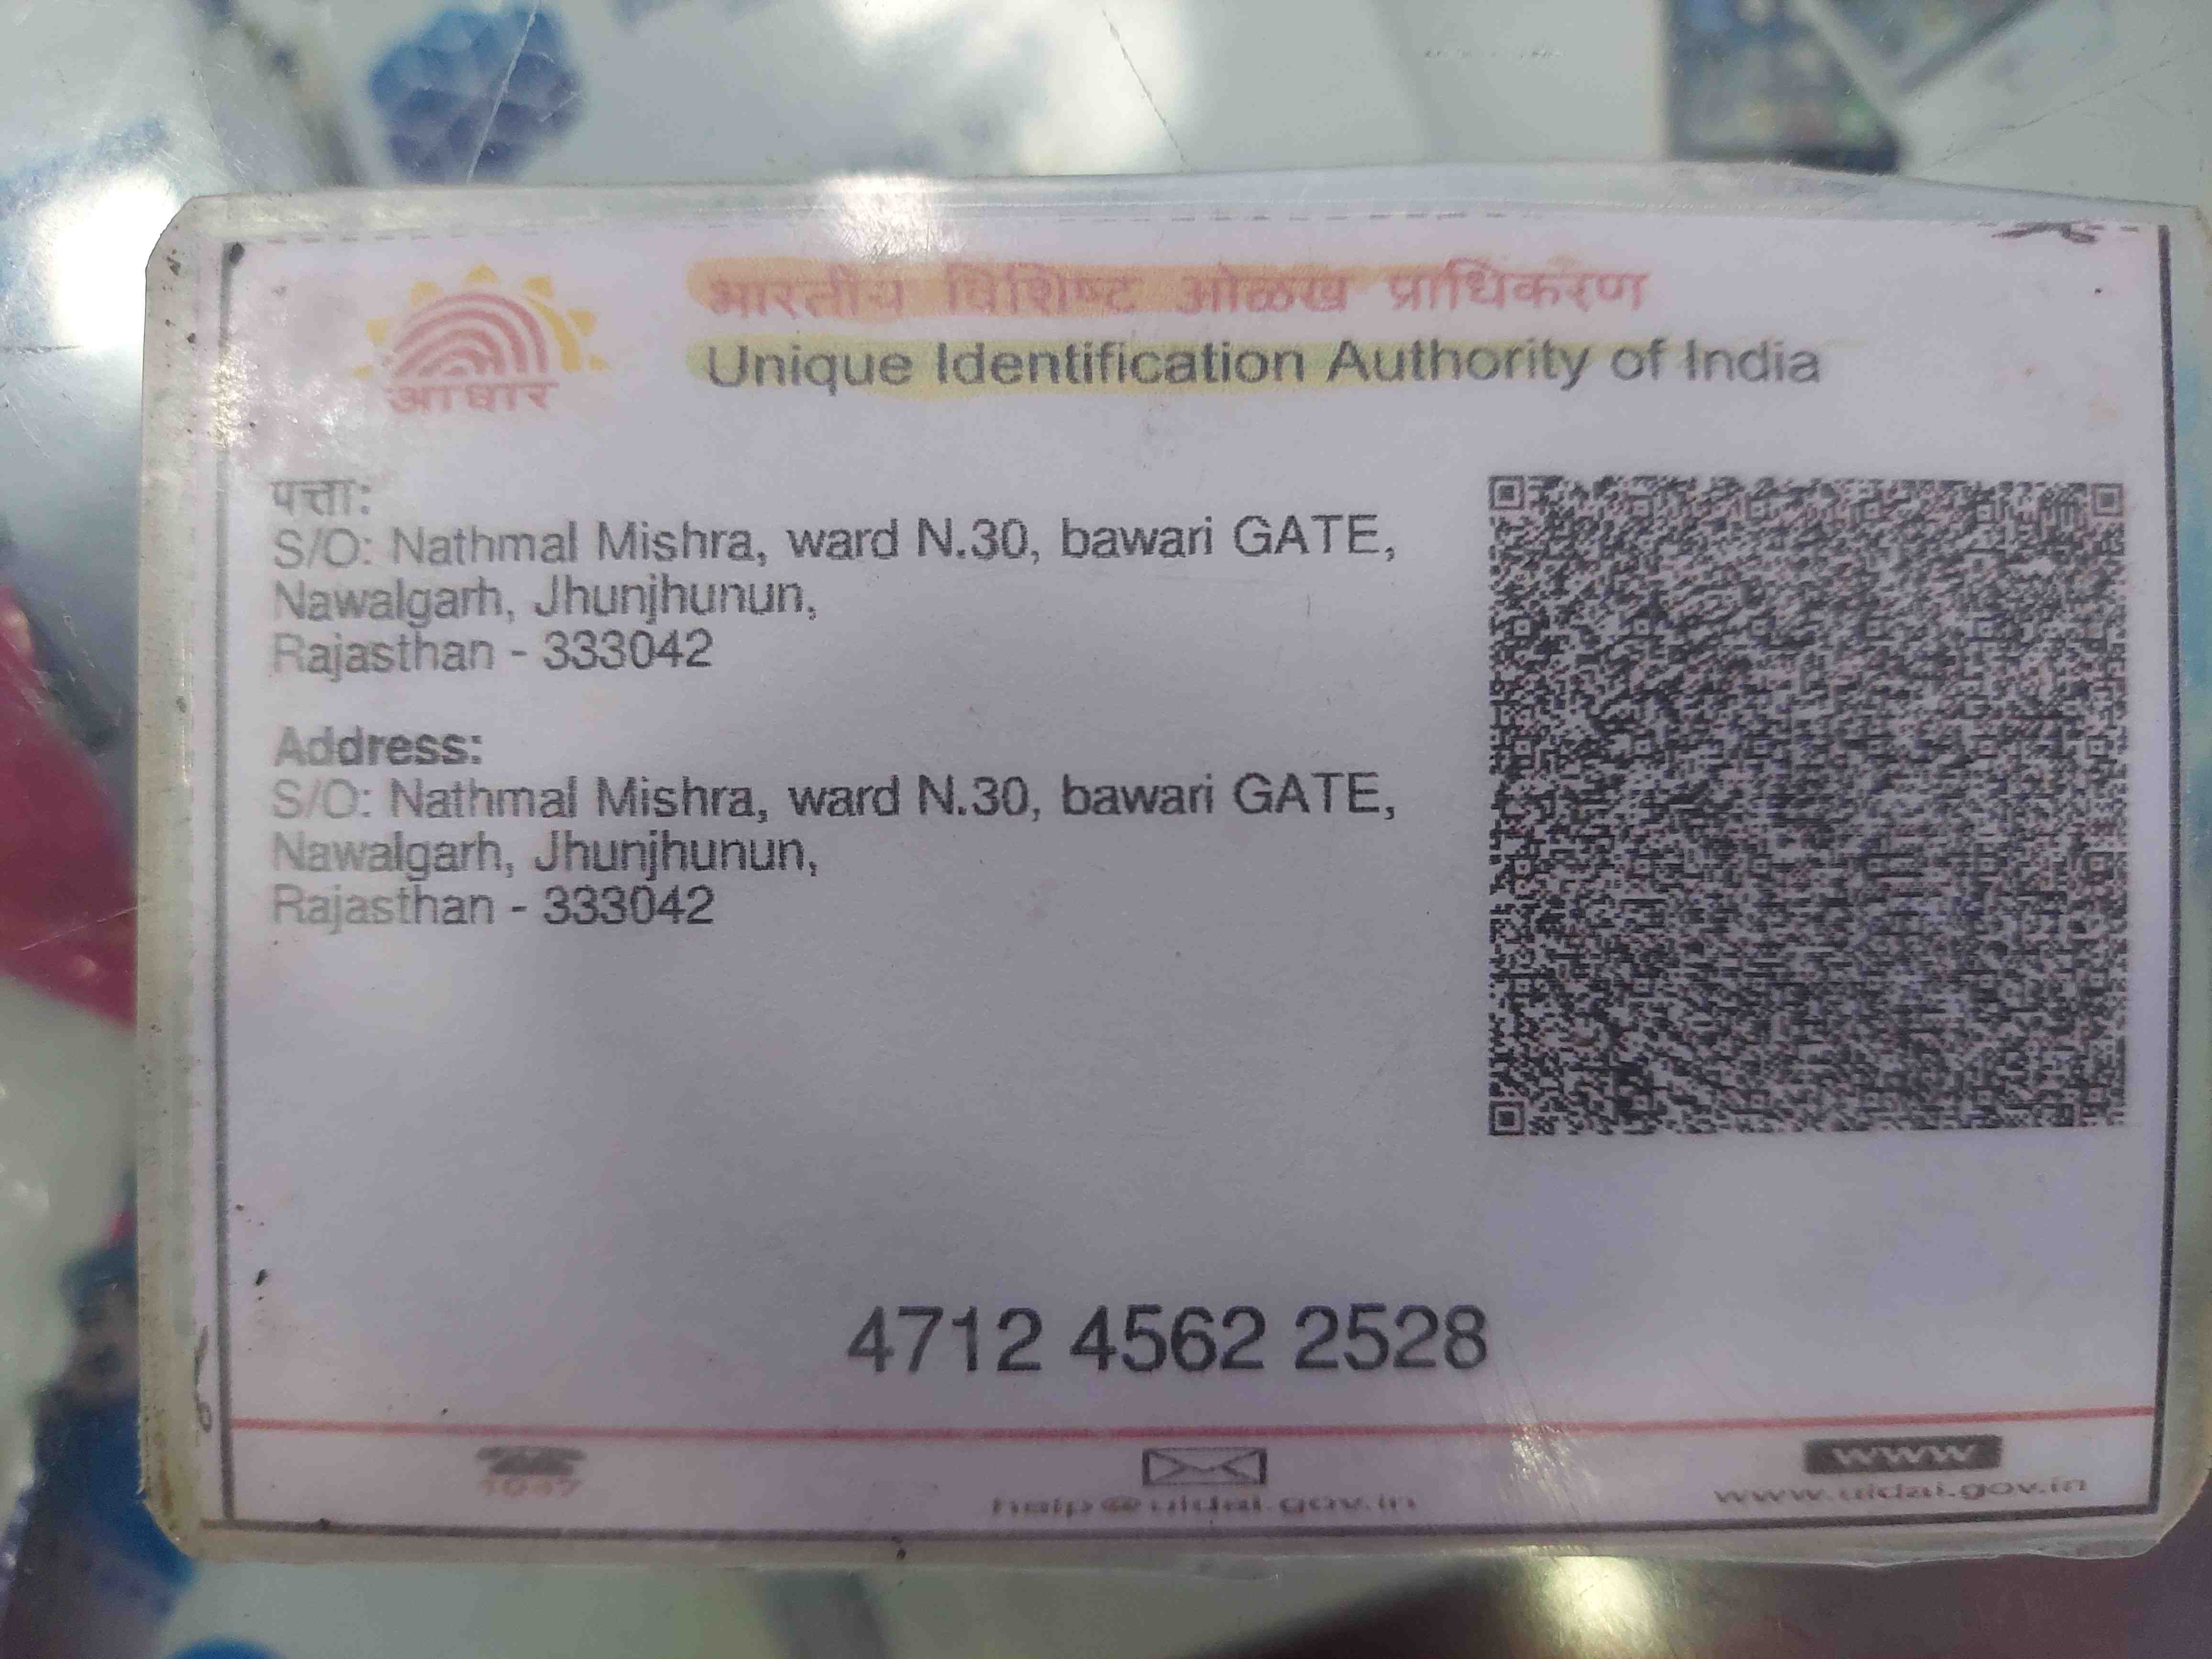 भारतीय विशिष्ट ओळख प्राधिकरण
Unique Identification Authority of India
आधार
पत्ता:
S/O: Nathmal Mishra, ward N.30, bawari GATE,
Nawalgarh, Jhunjhunun,
Rajasthan - 333042
Address:
S/O: Nathmal Mishra, ward N.30, bawari GATE,
Nawalgarh, Jhunjhunun,
Rajasthan - 333042
4712 4562 2528
1947
help@uidai.gov.in
www
www.uidai.gov.in